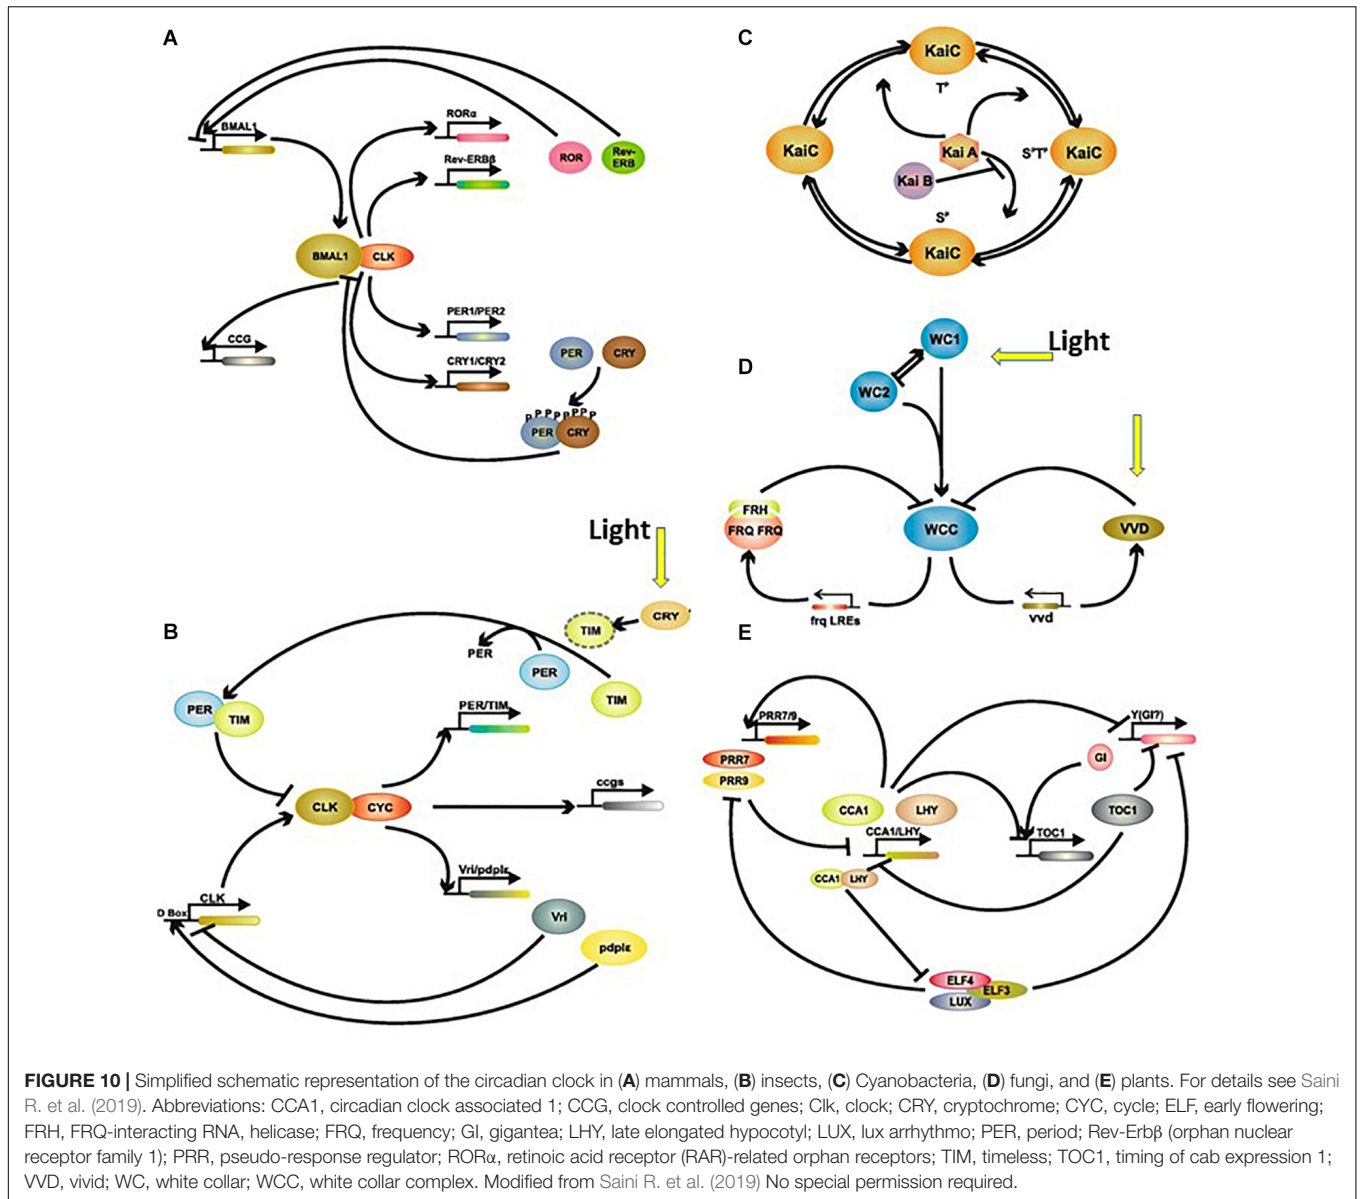 A
BMAL1
RORα
Rev-ERBβ
ROR
Rev-
ERB
BMAL1
CLK
CCG
PER1/PER2
CRY1/CRY2
PER
CRY
P P P P P P P P
PER
CRY
C
KaiC
T
KaiC
Kai A
S T
KaiC
Kai B
S
KaiC
D
WC1
Light
WC2
FRH
FRQ FRQ
WCC
VVD
frq LREs
vvd
Light
B
TIM
CRY
PER
PER
TIM
PER
TIM
PER/TIM
CLK
CYC
ccgs
Vri/pdplε
D Box
CLK
Vri
pdplε
E
PRR7/9
Y(GI?)
PRR7
PRR9
GI
CCA1
LHY
TOC1
CCA1/LHY
TOC1
CCA1
LHY
ELF4
ELF3
LUX
FIGURE 10 | Simplified schematic representation of the circadian clock in (A) mammals, (B) insects, (C) Cyanobacteria, (D) fungi, and (E) plants. For details see Saini
R. et al. (2019). Abbreviations: CCA1, circadian clock associated 1; CCG, clock controlled genes; Clk, clock; CRY, cryptochrome; CYC, cycle; ELF, early flowering;
FRH, FRQ-interacting RNA, helicase; FRQ, frequency; GI, gigantea; LHY, late elongated hypocotyl; LUX, lux arrhythmo; PER, period; Rev-Erbβ (orphan nuclear
receptor family 1); PRR, pseudo-response regulator; RORα, retinoic acid receptor (RAR)-related orphan receptors; TIM, timeless; TOC1, timing of cab expression 1;
VVD, vivid; WC, white collar; WCC, white collar complex. Modified from Saini R. et al. (2019) No special permission required.